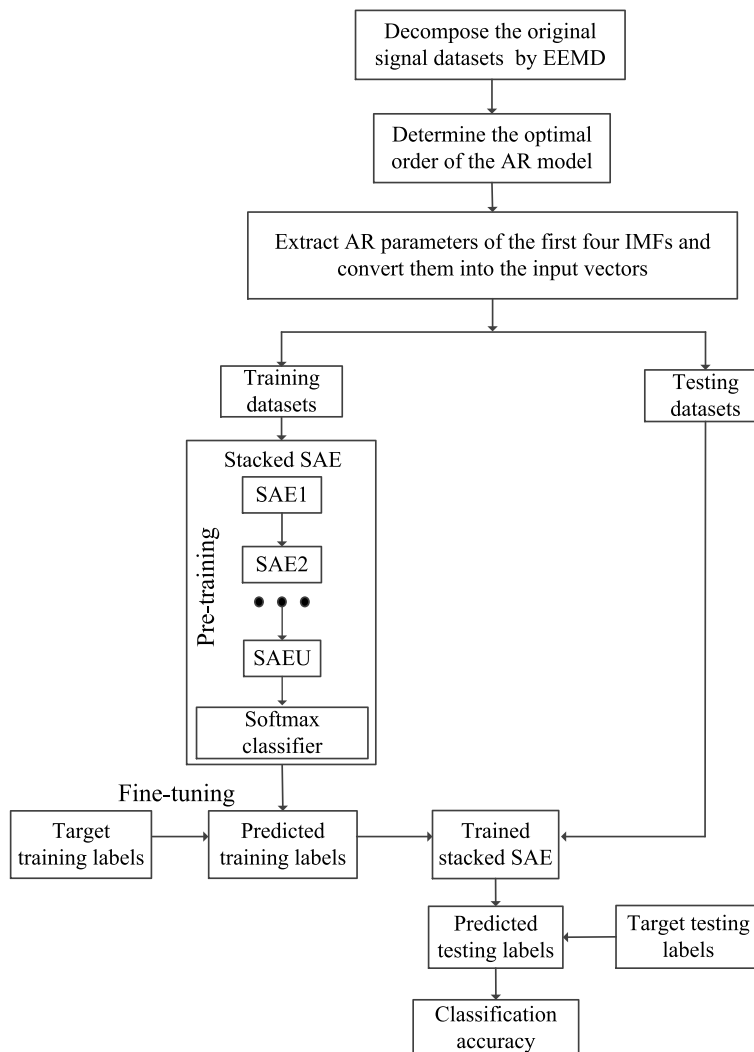 Decompose the original
signal datasets by EEMD
Determine the optimal
order of the AR model
Extract AR parameters of the first four IMFs and
convert them into the input vectors
Training
datasets
Testing
datasets
Stacked SAE
SAE1
SAE2
SAEU
Pre-training
Softmax
classifier
Fine-tuning
Target
training labels
Predicted
training labels
Trained
stacked SAE
Predicted
testing labels
Target testing
labels
Classification
accuracy